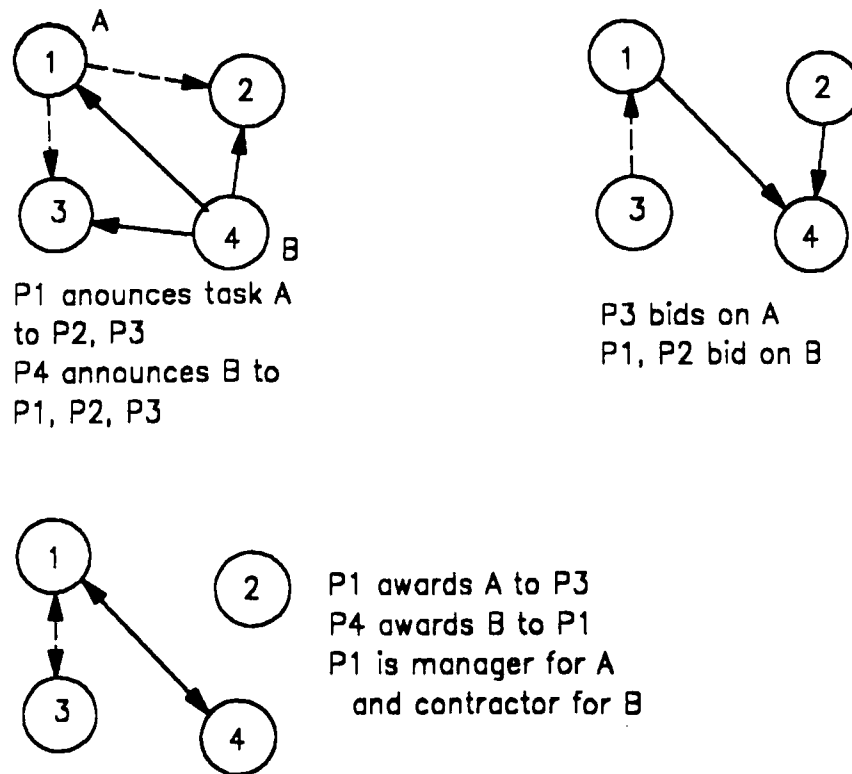 A
1
2
3
4
B
P1 anounces task A
to P2, P3
P4 announces B to
P1, P2, P3
1
2
3
4
P3 bids on A
P1, P2 bid on B
1
2
3
4
P1 awards A to P3
P4 awards B to P1
P1 is manager for A
and contractor for B